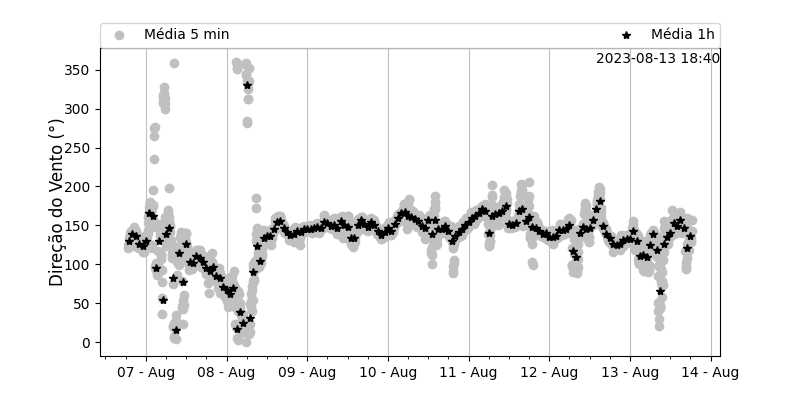 Média 5 min
Média 1h
2023-08-13 18:40
Direção do Vento (°)
350
300
250
200
150
100
50
0
07 - Aug
08 - Aug
09 - Aug
10 - Aug
11 - Aug
12 - Aug
13 - Aug
14 - Aug